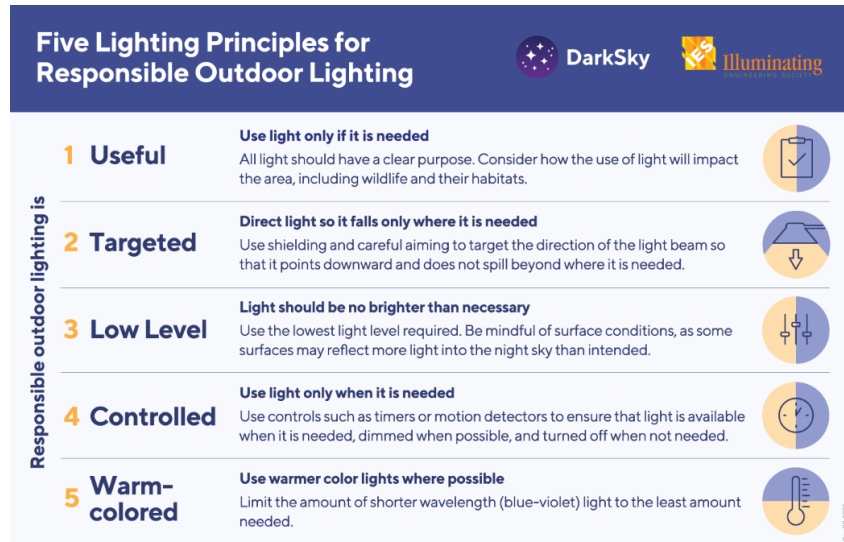 Five Lighting Principles for
Responsible Outdoor Lighting
DarkSky
IES
Illuminating
ENGINEERING SOCIETY
Responsible outdoor lighting is
1 Useful
Use light only if it is needed
All light should have a clear purpose. Consider how the use of light will impact
the area, including wildlife and their habitats.
2 Targeted
Direct light so it falls only where it is needed
Use shielding and careful aiming to target the direction of the light beam so
that it points downward and does not spill beyond where it is needed.
3 Low Level
Light should be no brighter than necessary
Use the lowest light level required. Be mindful of surface conditions, as some
surfaces may reflect more light into the night sky than intended.
4 Controlled
Use light only when it is needed
Use controls such as timers or motion detectors to ensure that light is available
when it is needed, dimmed when possible, and turned off when not needed.
5 Warm-
colored
Use warmer color lights where possible
Limit the amount of shorter wavelength (blue-violet) light to the least amount
needed.